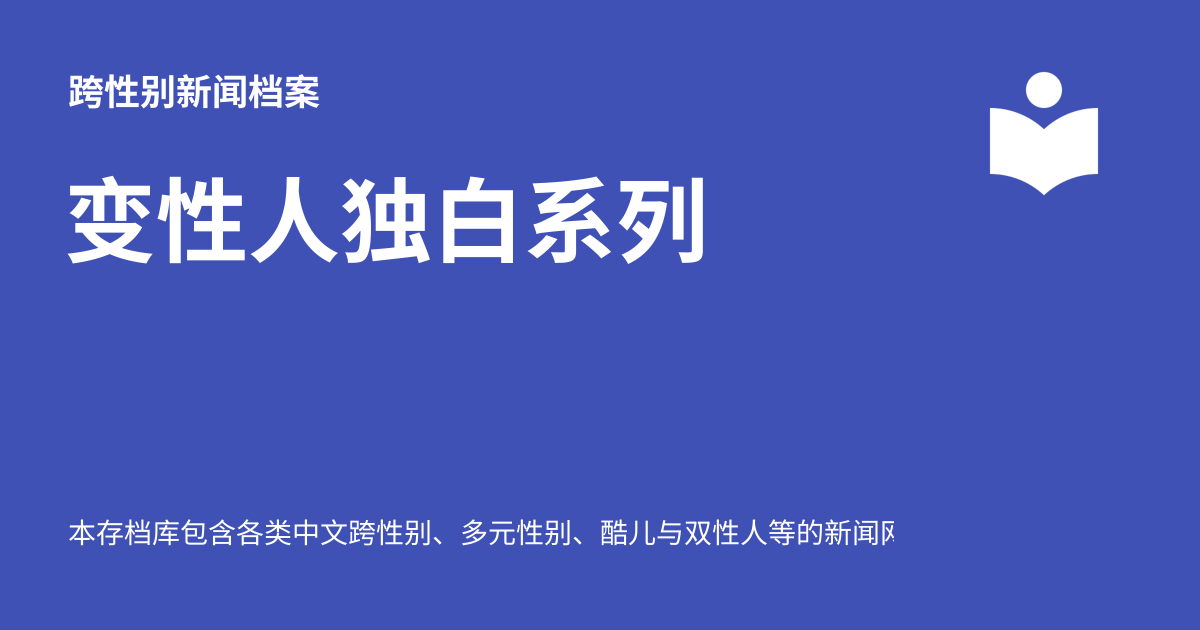 跨性别新闻档案
变性人独白系列
本存档库包含各类中文跨性别、多元性别、酷儿与双性人等的新闻